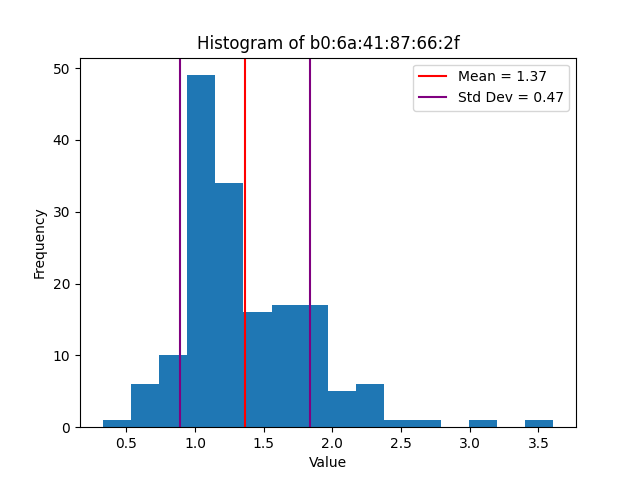 Histogram of b0:6a:41:87:66:2f
Mean = 1.37
Std Dev = 0.47
Frequency
50
40
30
20
10
0
0.5 1.0 1.5 2.0 2.5 3.0 3.5
Value